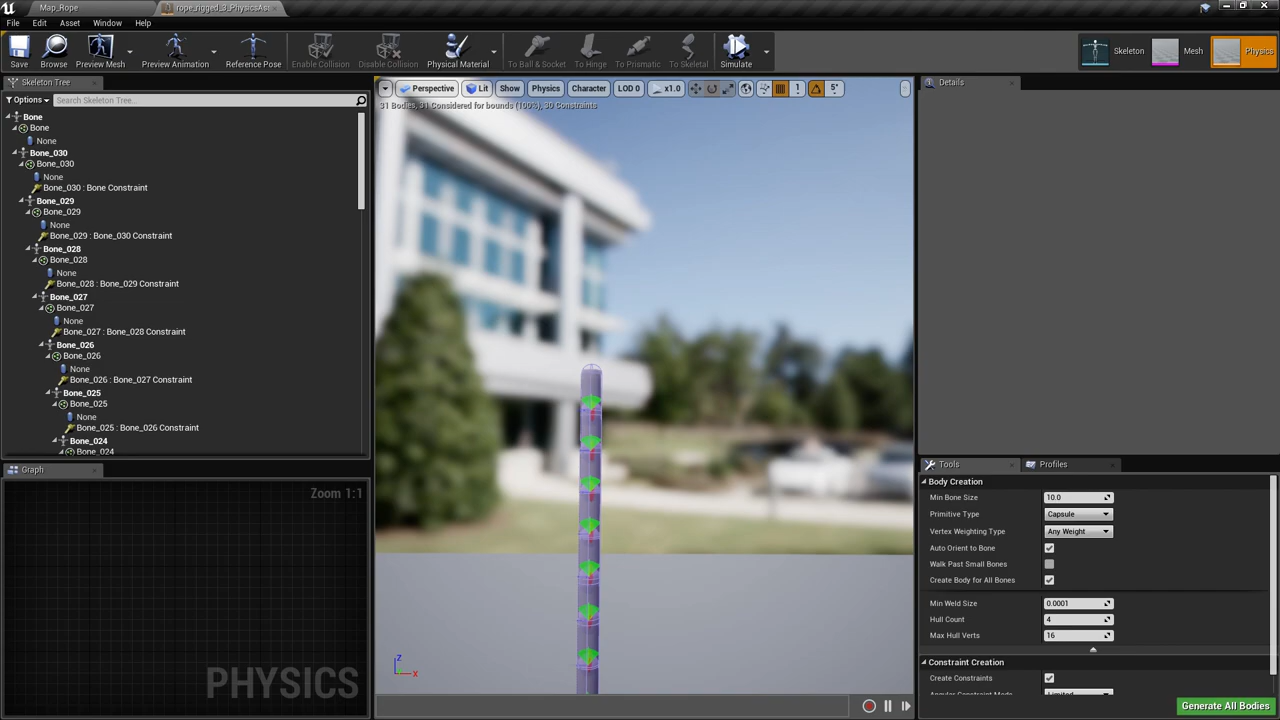 Map_Rope
rope_rigged_3_PhysicsAs
File Edit Asset Window Help
Save
Browse
Preview Mesh
Preview Animation
Reference Pose
Enable Collision
Disable Collision
Physical Material
To Ball & Socket
To Hinge
To Prismatic
To Skeletal
Simulate
Skeleton
Mesh
Physics
Skeleton Tree
Options
Search Skeleton Tree...
Bone
Bone
None
Bone_030
Bone_030
None
Bone_030 : Bone Constraint
Bone_029
Bone_029
None
Bone_029 : Bone_030 Constraint
Bone_028
Bone_028
None
Bone_028 : Bone_029 Constraint
Bone_027
Bone_027
None
Bone_027 : Bone_028 Constraint
Bone_026
Bone_026
None
Bone_026 : Bone_027 Constraint
Bone_025
Bone_025
None
Bone_025 : Bone_026 Constraint
Bone_024
Bone_024
Graph
Zoom 1:1
PHYSICS
Perspective Lit Show Physics Character LOD 0 x1.0 1 5°
31 Bodies, 31 Considered for bounds (100%), 30 Constraints
Z
X
Details
Tools
Profiles
Body Creation
Min Bone Size 10.0
Primitive Type Capsule
Vertex Weighting Type Any Weight
Auto Orient to Bone
Walk Past Small Bones
Create Body for All Bones
Min Weld Size 0.0001
Hull Count 4
Max Hull Verts 16
Constraint Creation
Create Constraints
Angular Constraint Mode Limited
Generate All Bodies